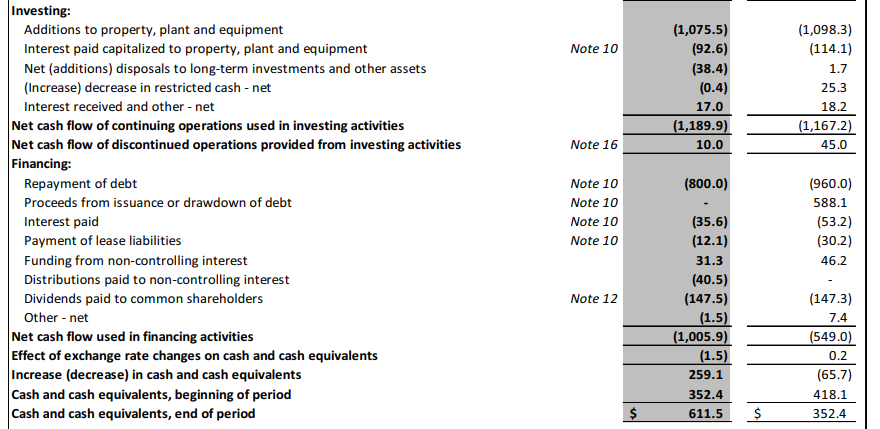 Investing:
Additions to property, plant and equipment (1,075.5) (1,098.3)
Interest paid capitalized to property, plant and equipment Note 10 (92.6) (114.1)
Net (additions) disposals to long-term investments and other assets (38.4) 1.7
(Increase) decrease in restricted cash - net (0.4) 25.3
Interest received and other - net 17.0 18.2
Net cash flow of continuing operations used in investing activities (1,189.9) (1,167.2)
Net cash flow of discontinued operations provided from investing activities Note 16 10.0 45.0
Financing:
Repayment of debt Note 10 (800.0) (960.0)
Proceeds from issuance or drawdown of debt Note 10 - 588.1
Interest paid Note 10 (35.6) (53.2)
Payment of lease liabilities Note 10 (12.1) (30.2)
Funding from non-controlling interest 31.3 46.2
Distributions paid to non-controlling interest (40.5) -
Dividends paid to common shareholders Note 12 (147.5) (147.3)
Other - net (1.5) 7.4
Net cash flow used in financing activities (1,005.9) (549.0)
Effect of exchange rate changes on cash and cash equivalents (1.5) 0.2
Increase (decrease) in cash and cash equivalents 259.1 (65.7)
Cash and cash equivalents, beginning of period 352.4 418.1
Cash and cash equivalents, end of period $ 611.5 $ 352.4